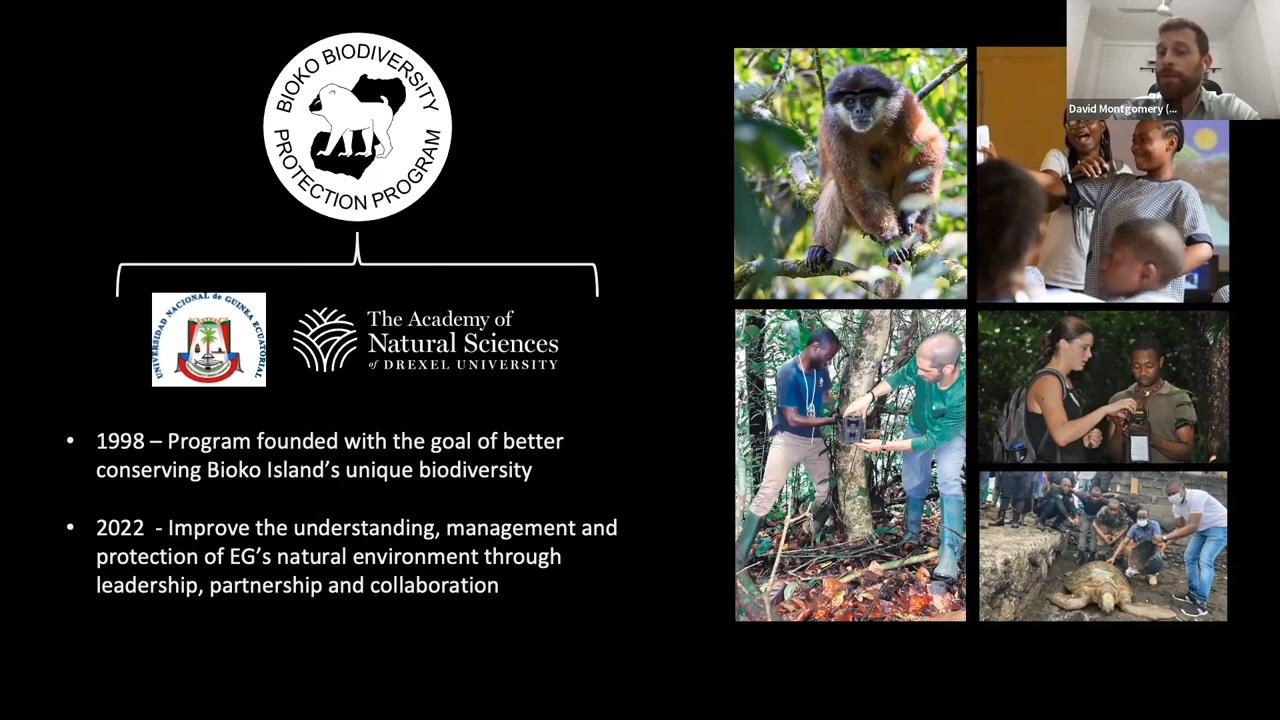 BIOKO BIODIVERSITY
PROTECTION PROGRAM
UNIVERSIDAD NACIONAL de GUINEA ECUATORIAL
The Academy of
Natural Sciences
of DREXEL UNIVERSITY
• 1998 – Program founded with the goal of better
conserving Bioko Island's unique biodiversity
• 2022 - Improve the understanding, management and
protection of EG's natural environment through
leadership, partnership and collaboration
David Montgomery (...